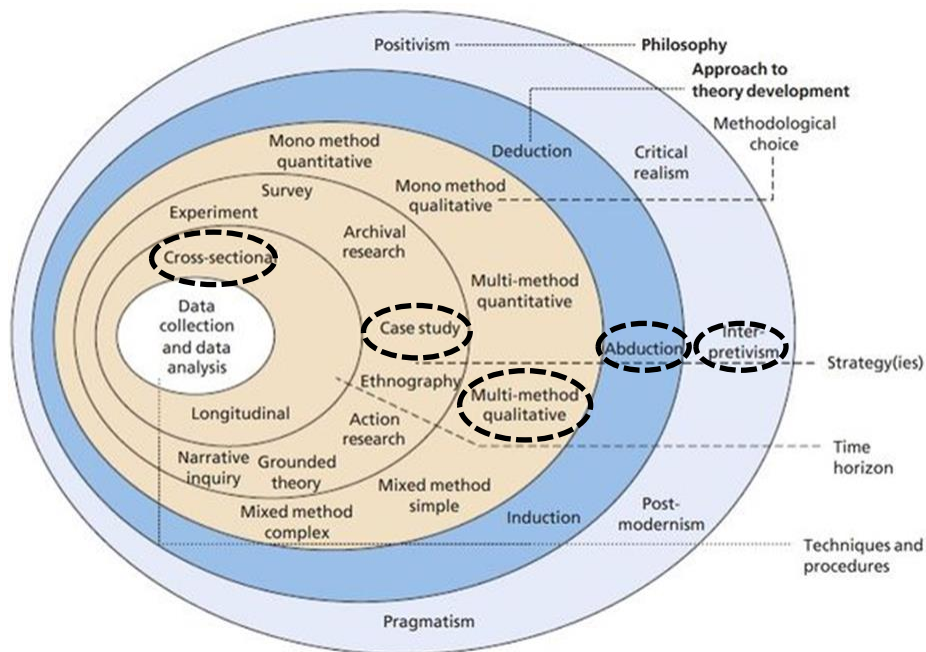 Positivism
Philosophy
Approach to
theory development
Methodological
choice
Mono method
quantitative
Deduction
Critical
realism
Survey
Mono method
qualitative
Experiment
Archival
research
Cross-sectional
Multi-method
quantitative
Data
collection
and data
analysis
Case study
Abduction
Inter-
pretivism
Strategy(ies)
Ethnography
Multi-method
qualitative
Longitudinal
Action
research
Time
horizon
Narrative
inquiry
Grounded
theory
Mixed method
simple
Mixed method
complex
Induction
Post-
modernism
Techniques and
procedures
Pragmatism